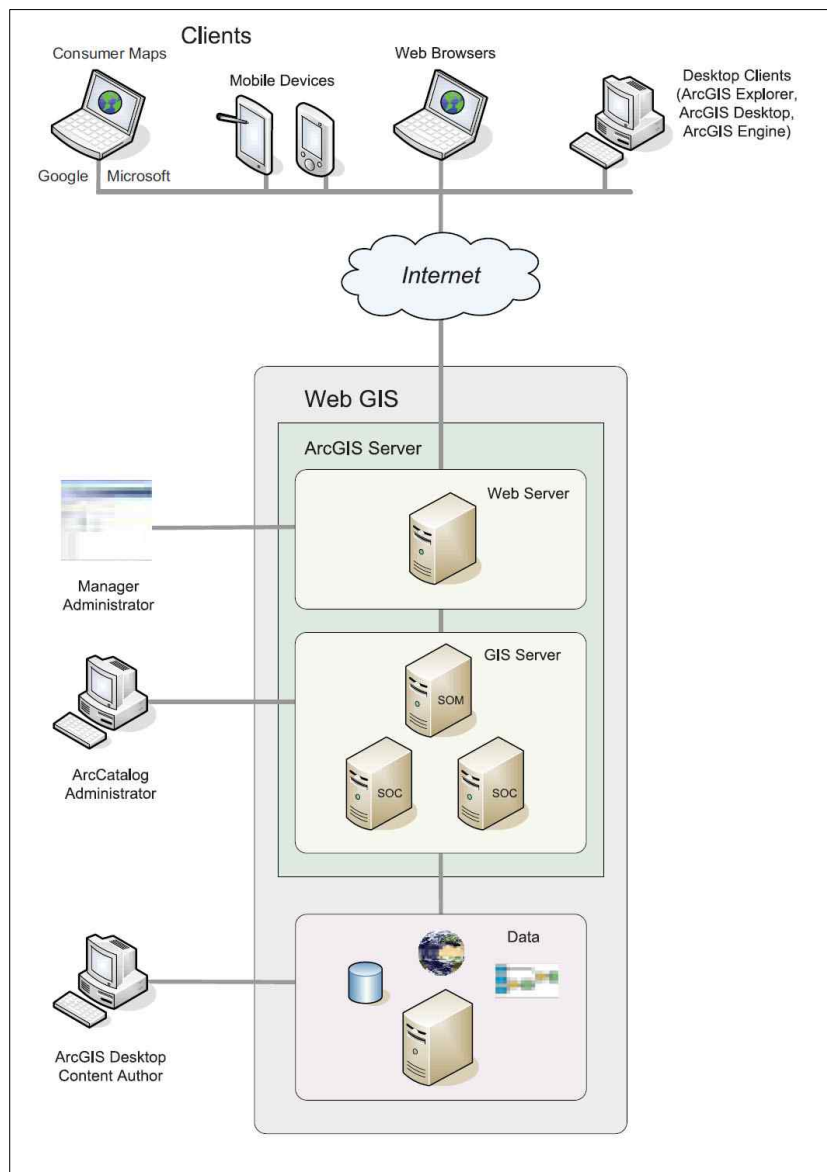 Clients
Consumer Maps
Mobile Devices
Web Browsers
Desktop Clients
(ArcGIS Explorer,
ArcGIS Desktop,
ArcGIS Engine)
Google
Microsoft
Internet
Web GIS
ArcGIS Server
Web Server
Manager
Administrator
GIS Server
SOM
SOC
SOC
ArcCatalog
Administrator
Data
ArcGIS Desktop
Content Author